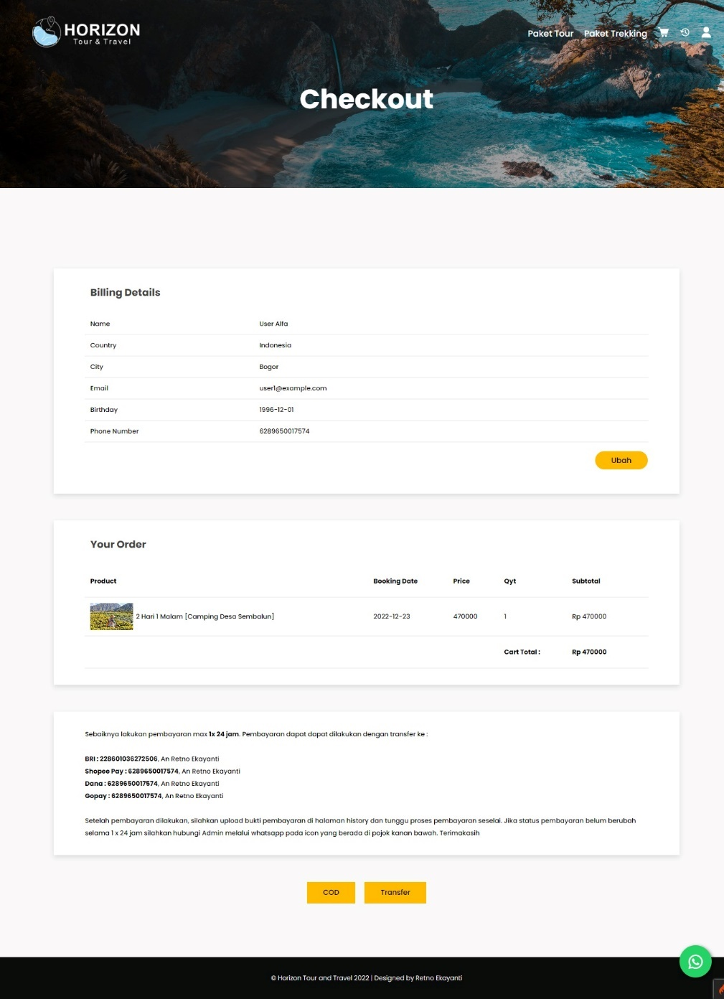 HORIZON
Tour & Travel
Paket Tour Paket Trekking
Checkout
Billing Details
Name User Alfa
Country Indonesia
City Bogor
Email user1@example.com
Birthday 1996-12-01
Phone Number 6289650017574
Ubah
Your Order
Product Booking Date Price Qyt Subtotal
2 Hari 1 Malam [Camping Desa Sembalun] 2022-12-23 470000 1 Rp 470000
Cart Total : Rp 470000
Sebaiknya lakukan pembayaran max 1x 24 jam. Pembayaran dapat dapat dilakukan dengan transfer ke :
BRI : 228601036272506, An Retno Ekayanti
Shopee Pay : 6289650017574, An Retno Ekayanti
Dana : 6289650017574, An Retno Ekayanti
Gopay : 6289650017574, An Retno Ekayanti
Setelah pembayaran dilakukan, silahkan upload bukti pembayaran di halaman history dan tunggu proses pembayaran seselai. Jika status pembayaran belum berubah
selama 1 x 24 jam silahkan hubungi Admin melalui whatsapp pada icon yang berada di pojok kanan bawah. Terimakasih
COD Transfer
© Horizon Tour and Travel 2022 | Designed by Retno Ekayanti